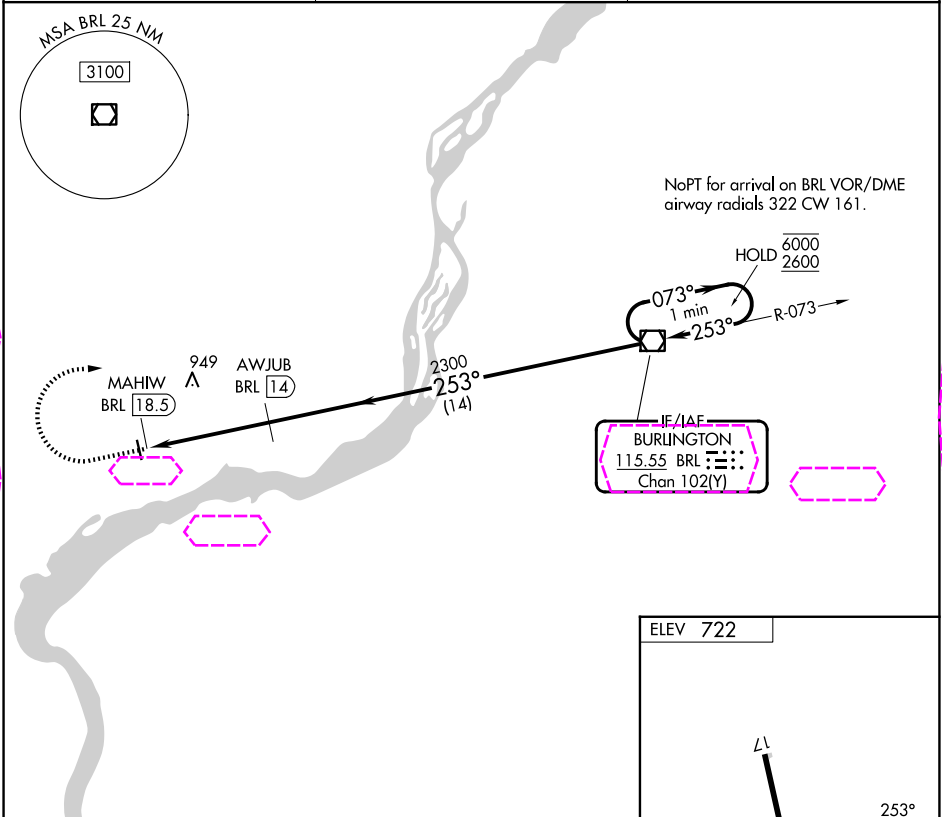 MSA BRL 25 NM
3100
NoPT for arrival on BRL VOR/DME
airway radials 322 CW 161.
HOLD 6000
2600
073°
1 min
253°
R-073
2300
253°
(14)
949
AWJUB
BRL 14
MAHIW
BRL 18.5
IF/IAF
BURLINGTON
115.55 BRL
Chan 102(Y)
ELEV 722
17
253°